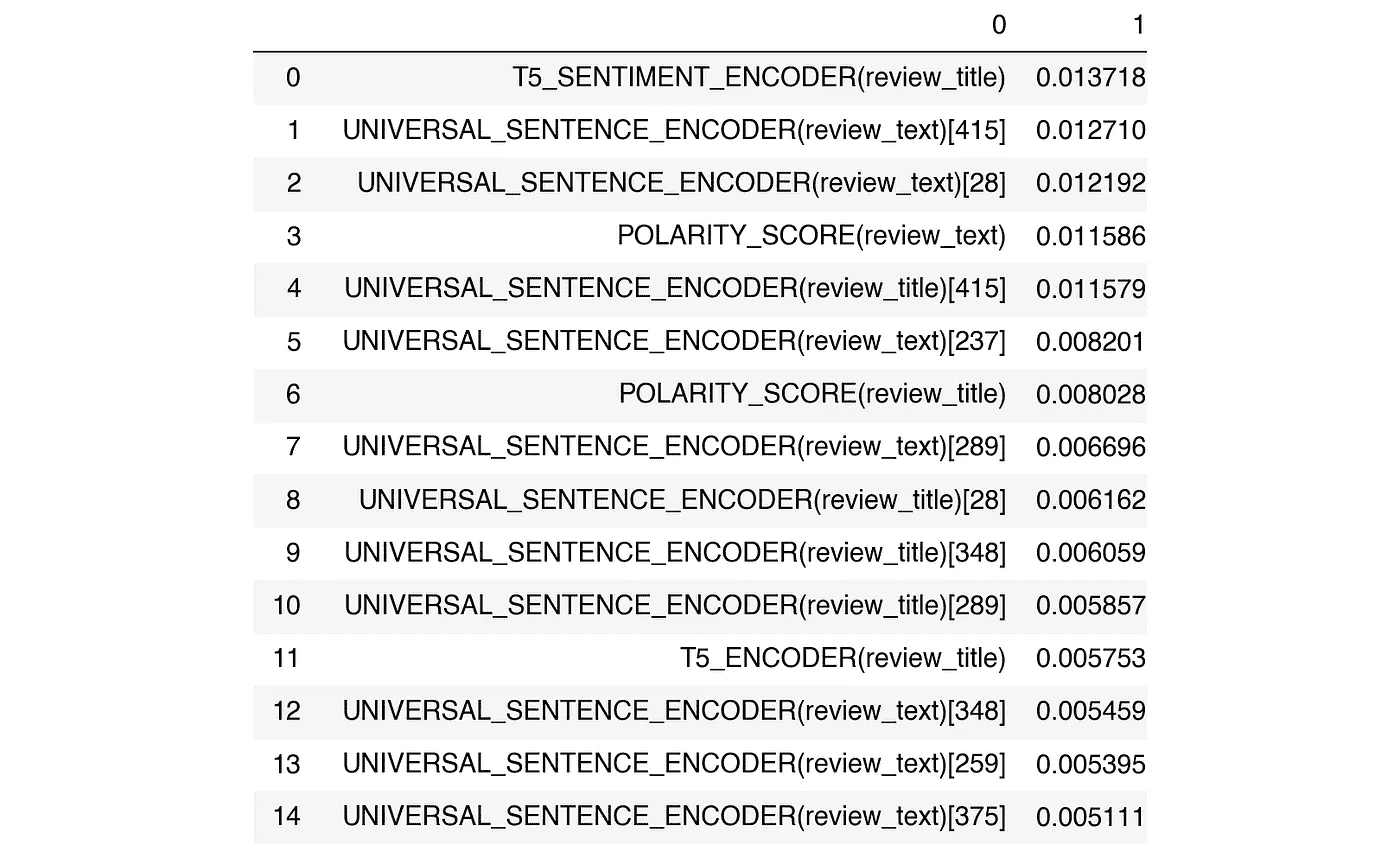 0 1
0 T5_SENTIMENT_ENCODER(review_title) 0.013718
1 UNIVERSAL_SENTENCE_ENCODER(review_text)[415] 0.012710
2 UNIVERSAL_SENTENCE_ENCODER(review_text)[28] 0.012192
3 POLARITY_SCORE(review_text) 0.011586
4 UNIVERSAL_SENTENCE_ENCODER(review_title)[415] 0.011579
5 UNIVERSAL_SENTENCE_ENCODER(review_text)[237] 0.008201
6 POLARITY_SCORE(review_title) 0.008028
7 UNIVERSAL_SENTENCE_ENCODER(review_text)[289] 0.006696
8 UNIVERSAL_SENTENCE_ENCODER(review_title)[28] 0.006162
9 UNIVERSAL_SENTENCE_ENCODER(review_title)[348] 0.006059
10 UNIVERSAL_SENTENCE_ENCODER(review_title)[289] 0.005857
11 T5_ENCODER(review_title) 0.005753
12 UNIVERSAL_SENTENCE_ENCODER(review_text)[348] 0.005459
13 UNIVERSAL_SENTENCE_ENCODER(review_text)[259] 0.005395
14 UNIVERSAL_SENTENCE_ENCODER(review_text)[375] 0.005111